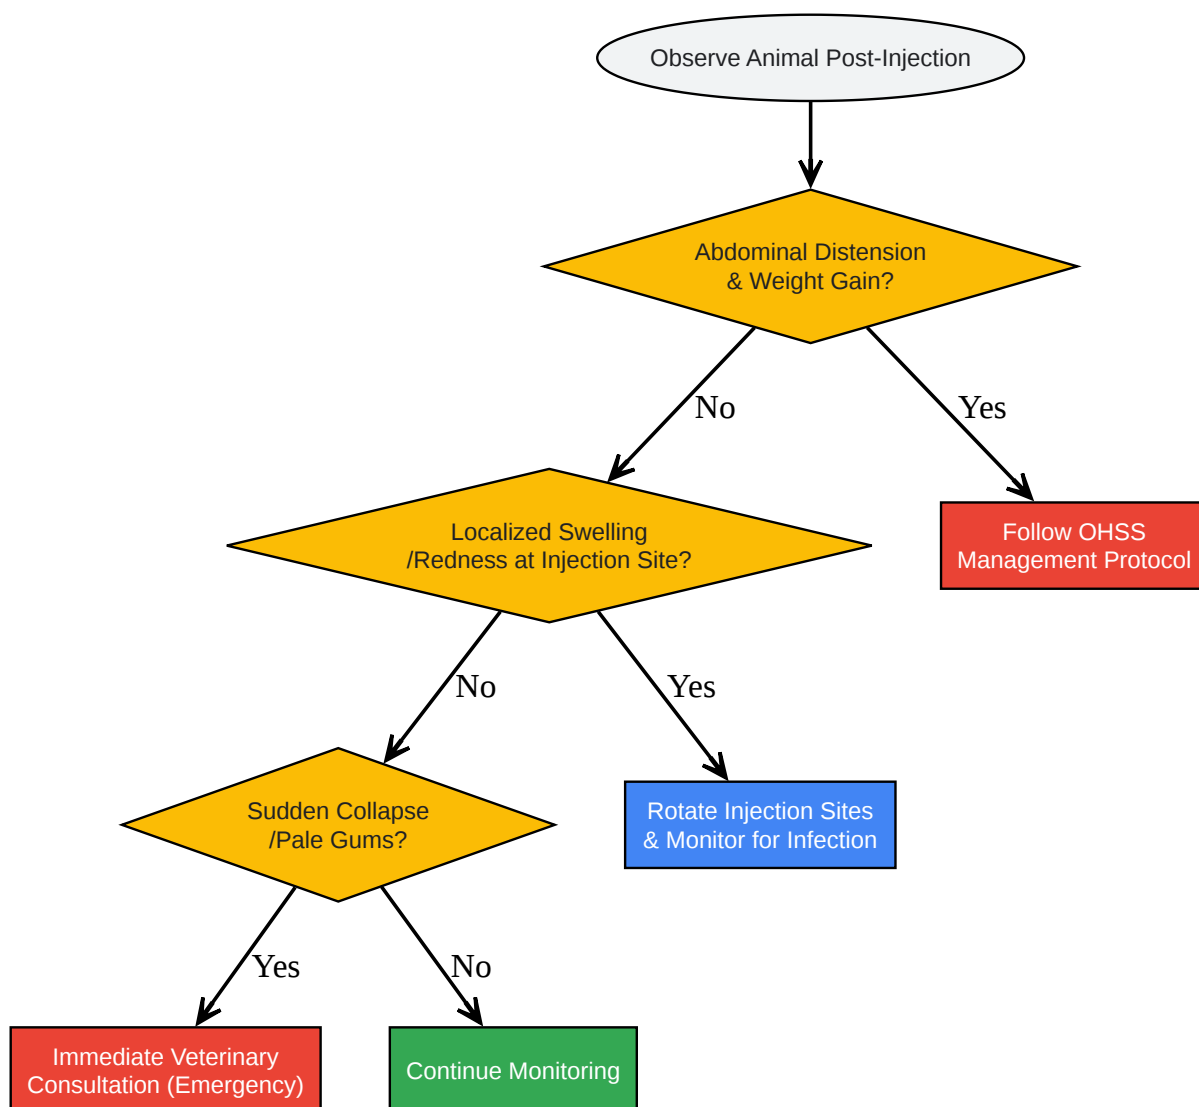 Observe Animal Post-Injection
Abdominal Distension
& Weight Gain?
No
Yes
Localized Swelling
/Redness at Injection Site?
Follow OHSS
Management Protocol
No
Yes
Sudden Collapse
/Pale Gums?
Rotate Injection Sites
& Monitor for Infection
Yes
No
Immediate Veterinary
Consultation (Emergency)
Continue Monitoring